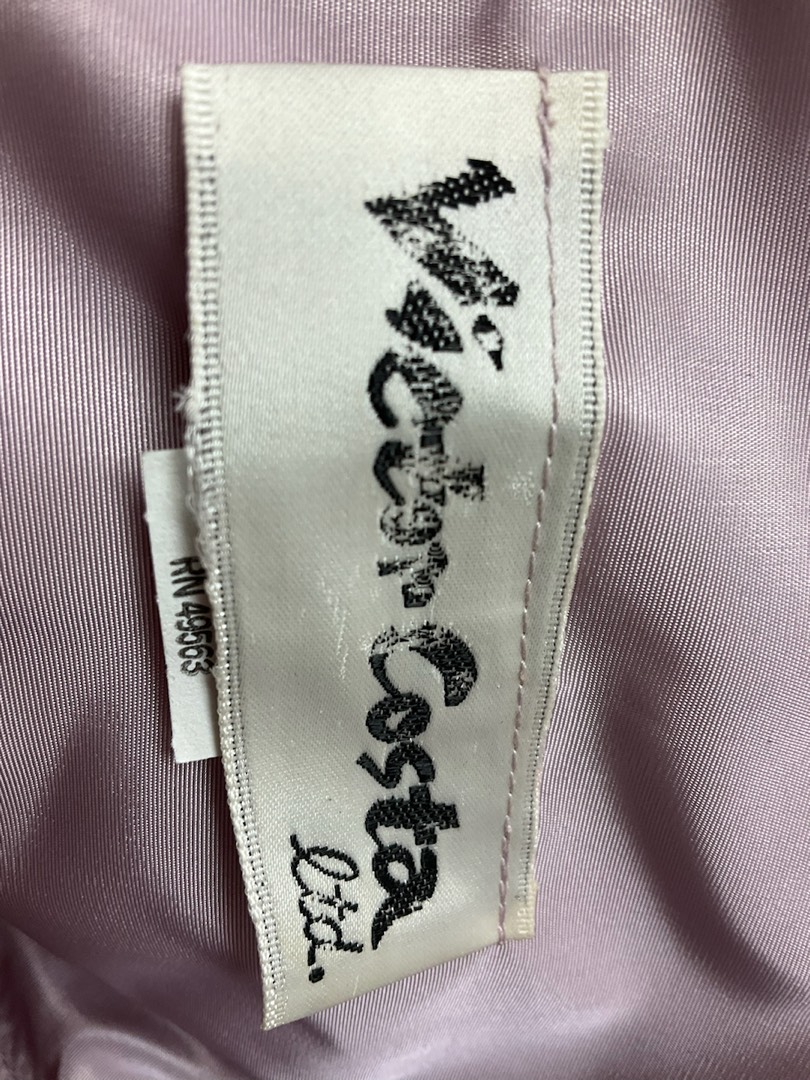 Victor Costa
ltd.
RN 49563